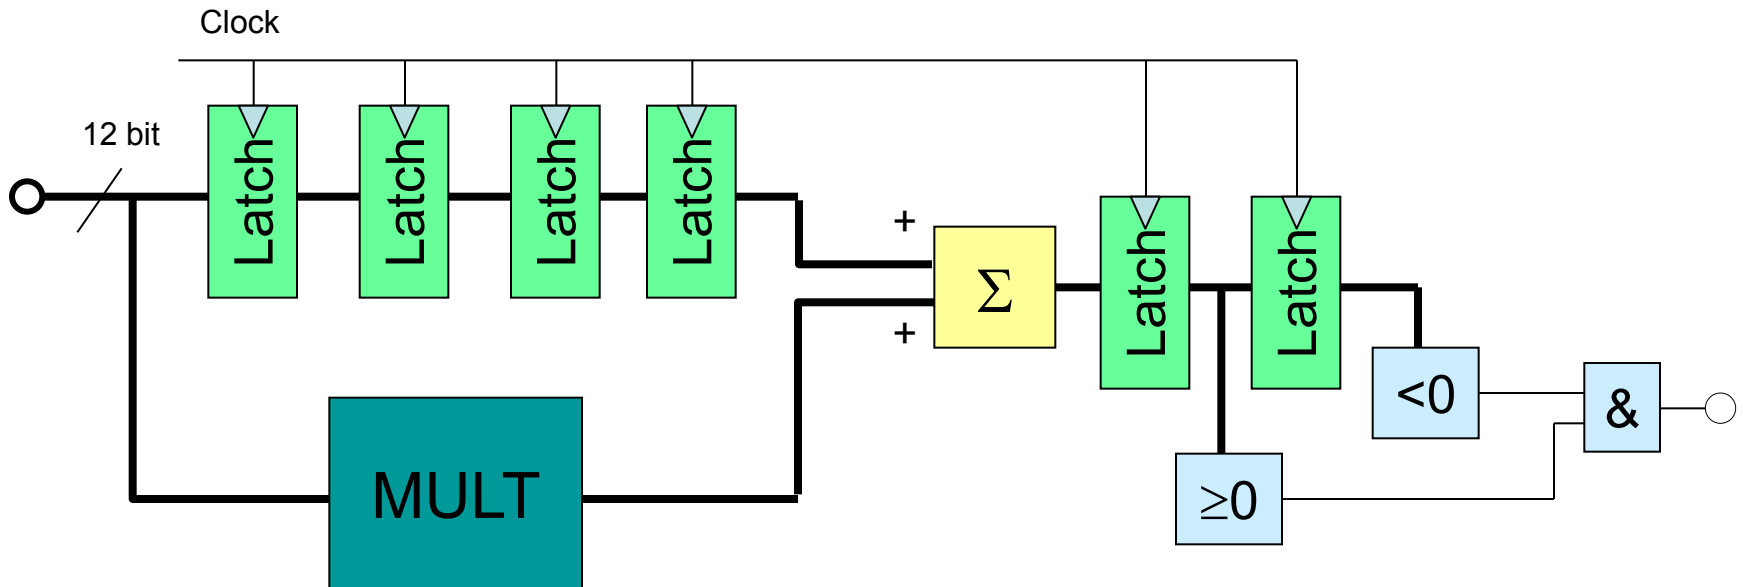 Clock
12 bit
Latch
Latch
Latch
Latch
+
+
Σ
Latch
Latch
<0
&
≥0
MULT